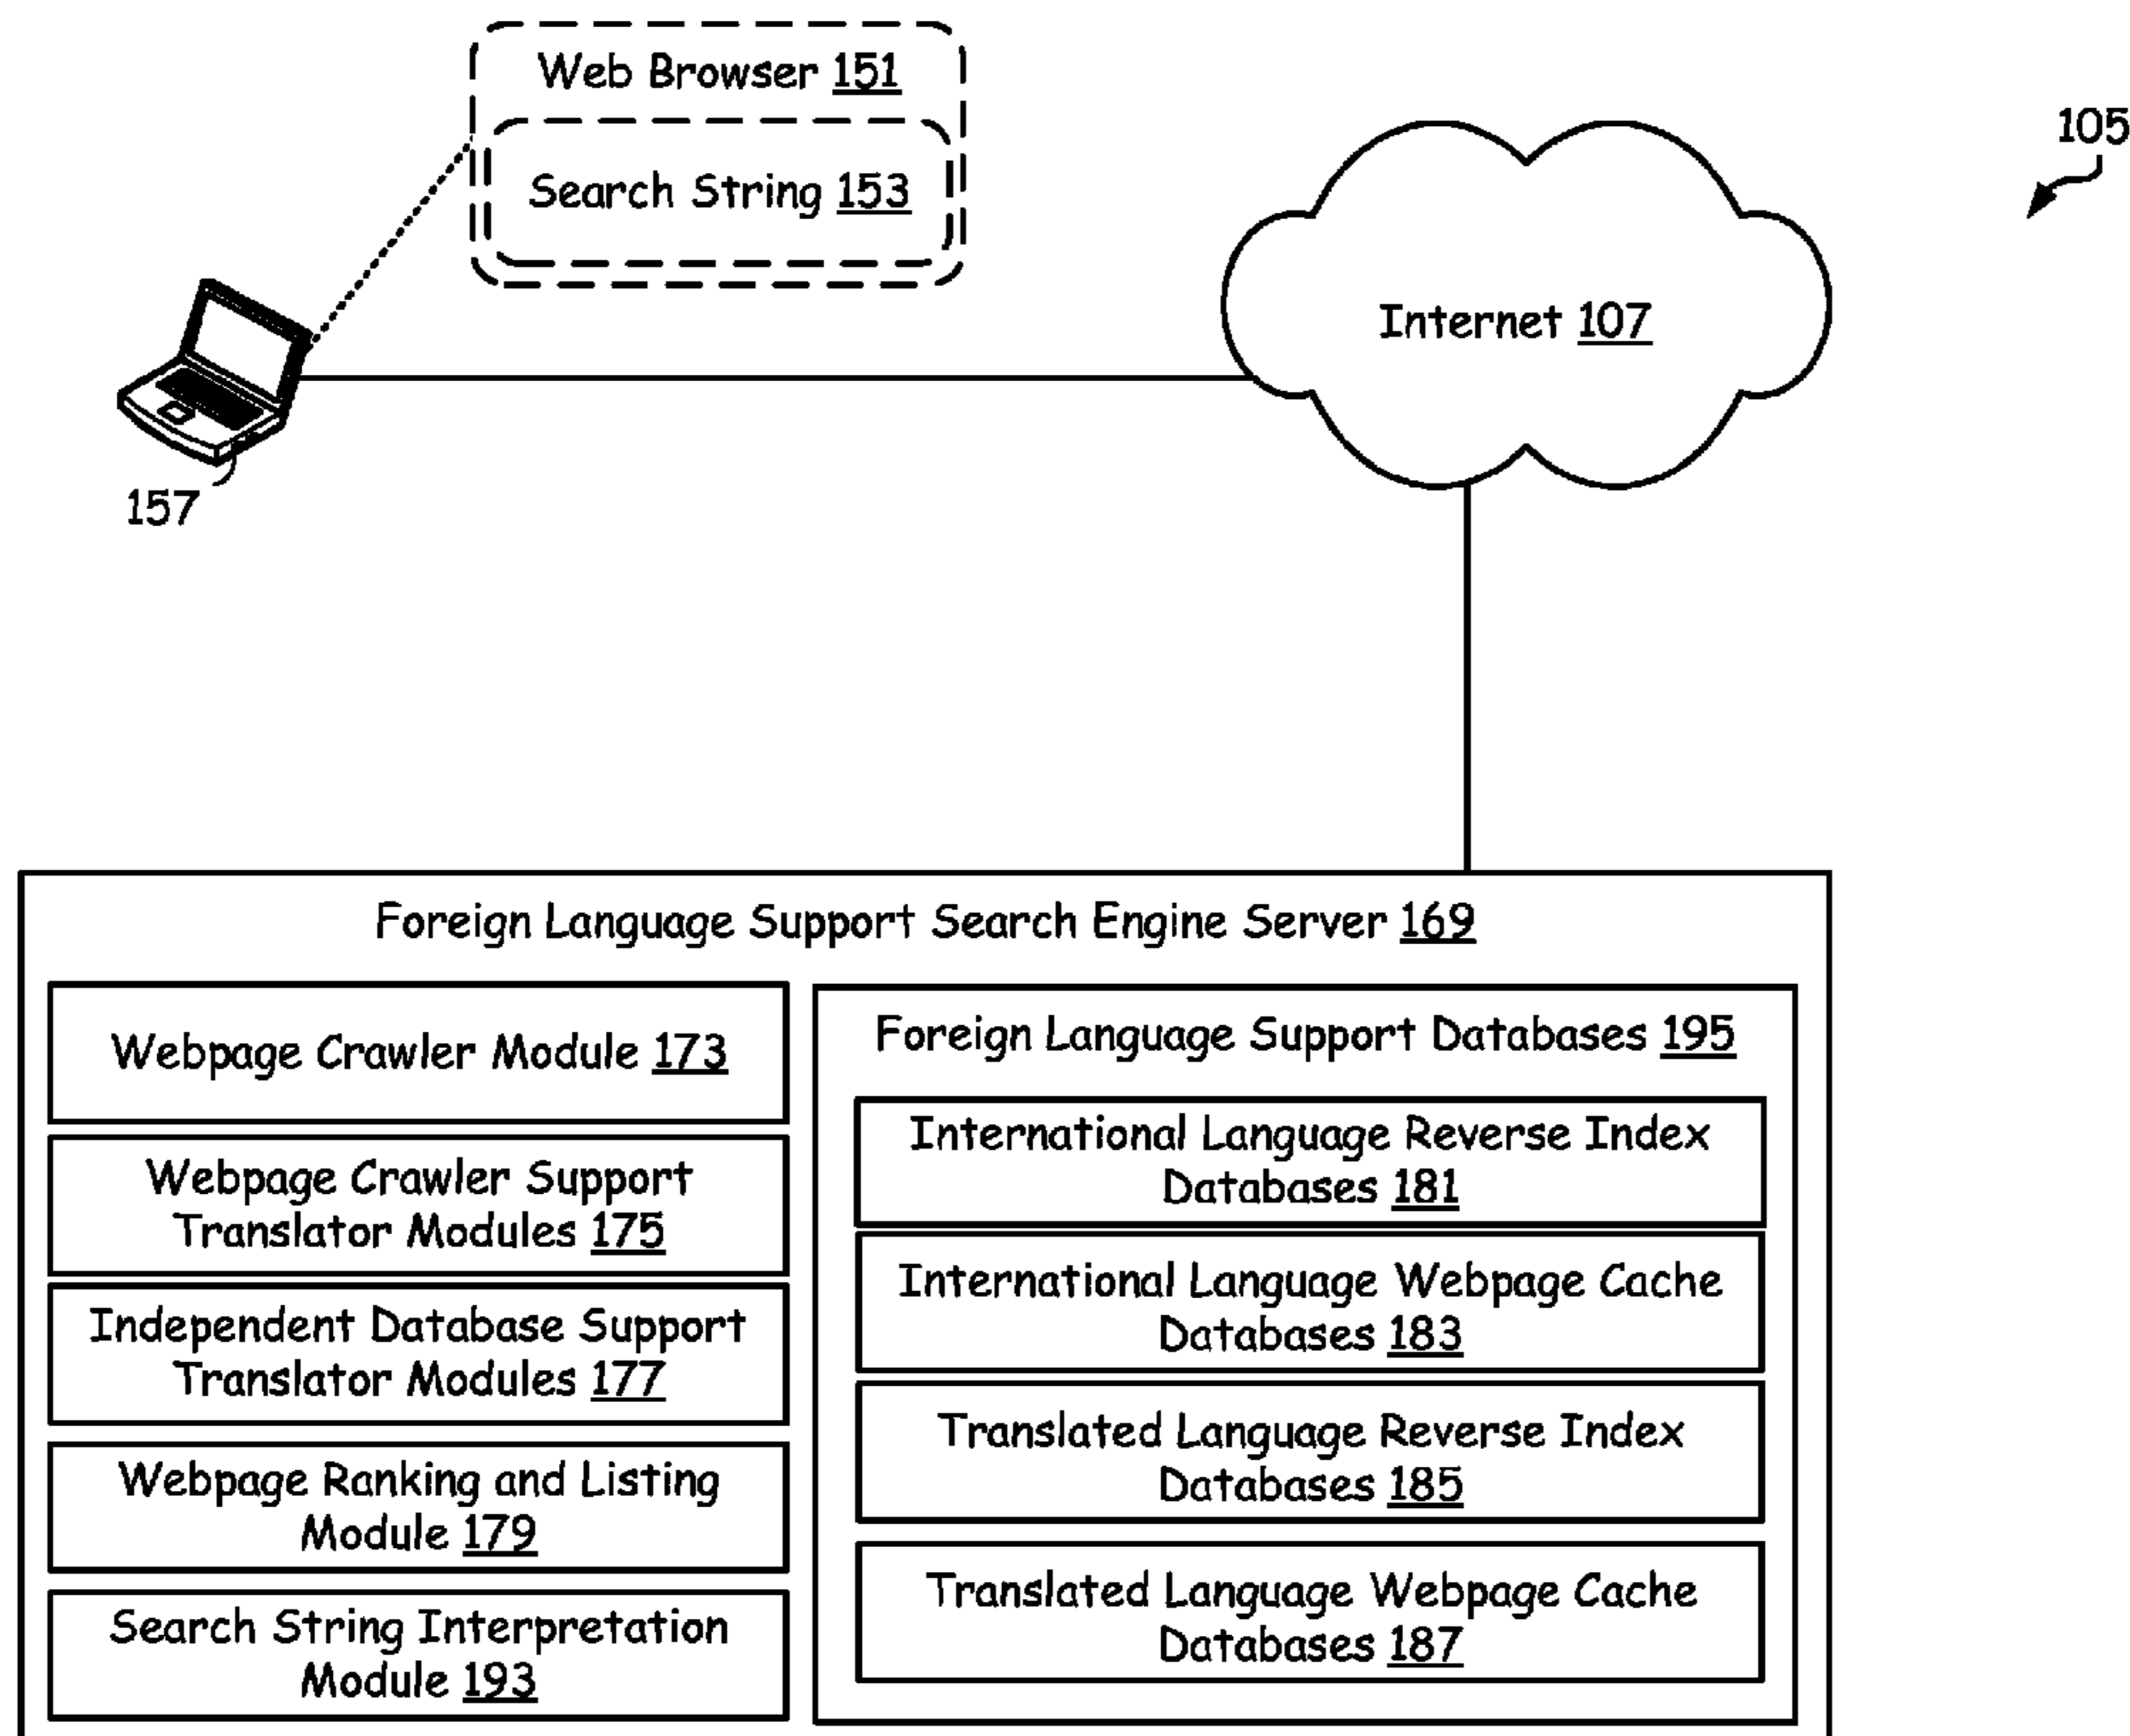 Web Browser 151
Search String 153
105
Internet 107
157
Foreign Language Support Search Engine Server 169
Webpage Crawler Module 173
Webpage Crawler Support
Translator Modules 175
Independent Database Support
Translator Modules 177
Webpage Ranking and Listing
Module 179
Search String Interpretation
Module 193
Foreign Language Support Databases 195
International Language Reverse Index
Databases 181
International Language Webpage Cache
Databases 183
Translated Language Reverse Index
Databases 185
Translated Language Webpage Cache
Databases 187